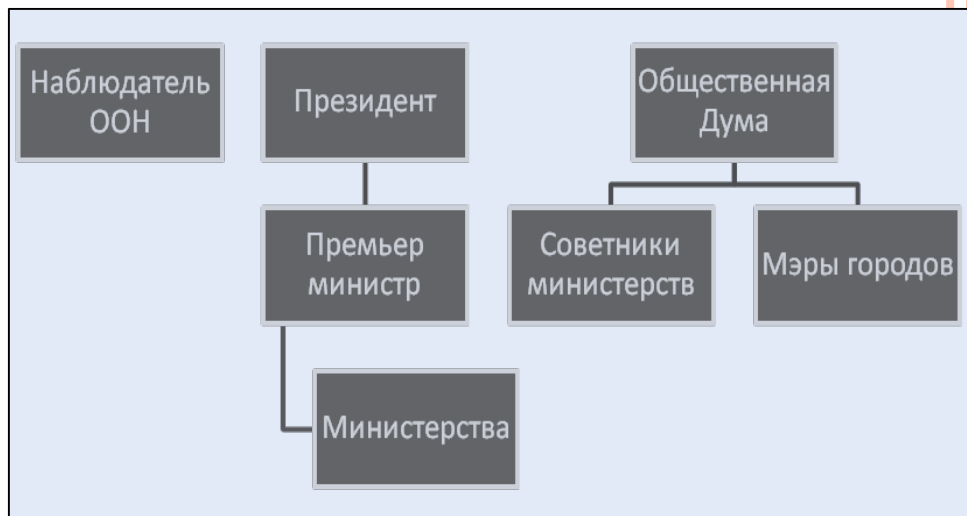 Наблюдатель
ООН
Президент
Общественная
Дума
Премьер
министр
Советники
министерств
Мэры городов
Министерства